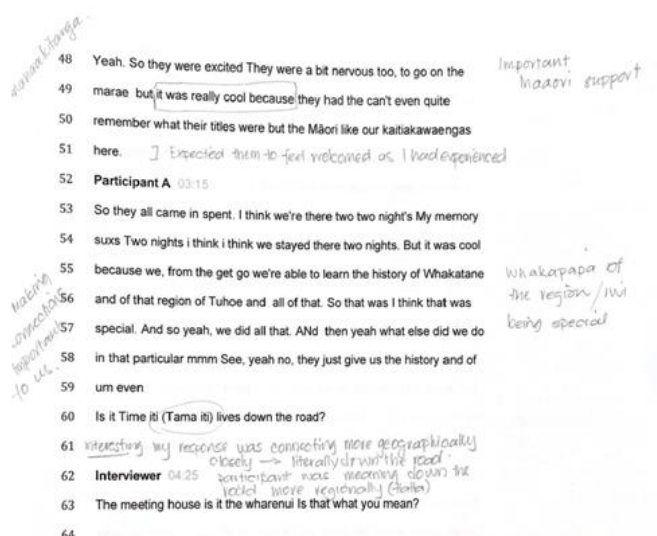 manaakitanga.
48 Yeah. So they were excited They were a bit nervous too, to go on the
Important
Maaori support
49 marae but it was really cool because they had the can't even quite
50 remember what their titles were but the Māori like our kaitiakawaengas
51 here. ] Expected them to feel welcomed as I had experienced
52 Participant A 03:15
53 So they all came in spent. I think we're there two two night's My memory
54 suxs Two nights i think i think we stayed there two nights. But it was cool
55 because we, from the get go we're able to learn the history of Whakatane
whakapapa of
the region/iwi
being special
Making
connections
important
to us.
56 and of that region of Tuhoe and all of that. So that was I think that was
57 special. And so yeah, we did all that. ANd then yeah what else did we do
58 in that particular mmm See, yeah no, they just give us the history and of
59 um even
60 Is it Time iti (Tama iti) lives down the road?
61 interesting my response was connecting more geographically
closely → literally down the road.
62 Interviewer 04:25 participant was meaning down the
road more regionally
63 The meeting house is it the wharenui Is that what you mean?
64